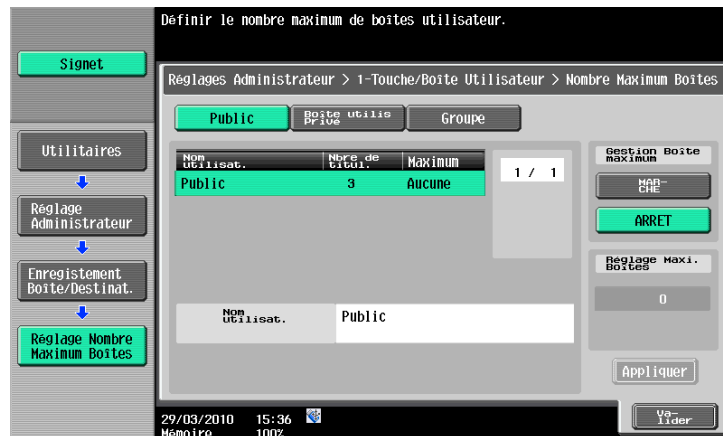 Définir le nombre maximum de boîtes utilisateur.
Signet
Réglages Administrateur > 1-Touche/Boîte Utilisateur > Nombre Maximum Boîtes
Public
Boîte utilis
Privé
Groupe
Utilitaires
Réglage
Administrateur
Enregistement
Boîte/Destinat.
Réglage Nombre
Maximum Boîtes
Nom
utilisat.
Nbre de
titul.
Maximum
Public 3 Aucune
1 / 1
Nom
utilisat.
Public
Gestion Boîte
maximum
MAR-
CHE
ARRET
Réglage Maxi.
Boîtes
0
Appliquer
Va-
lider
29/03/2010 15:36
Mémoire 100%